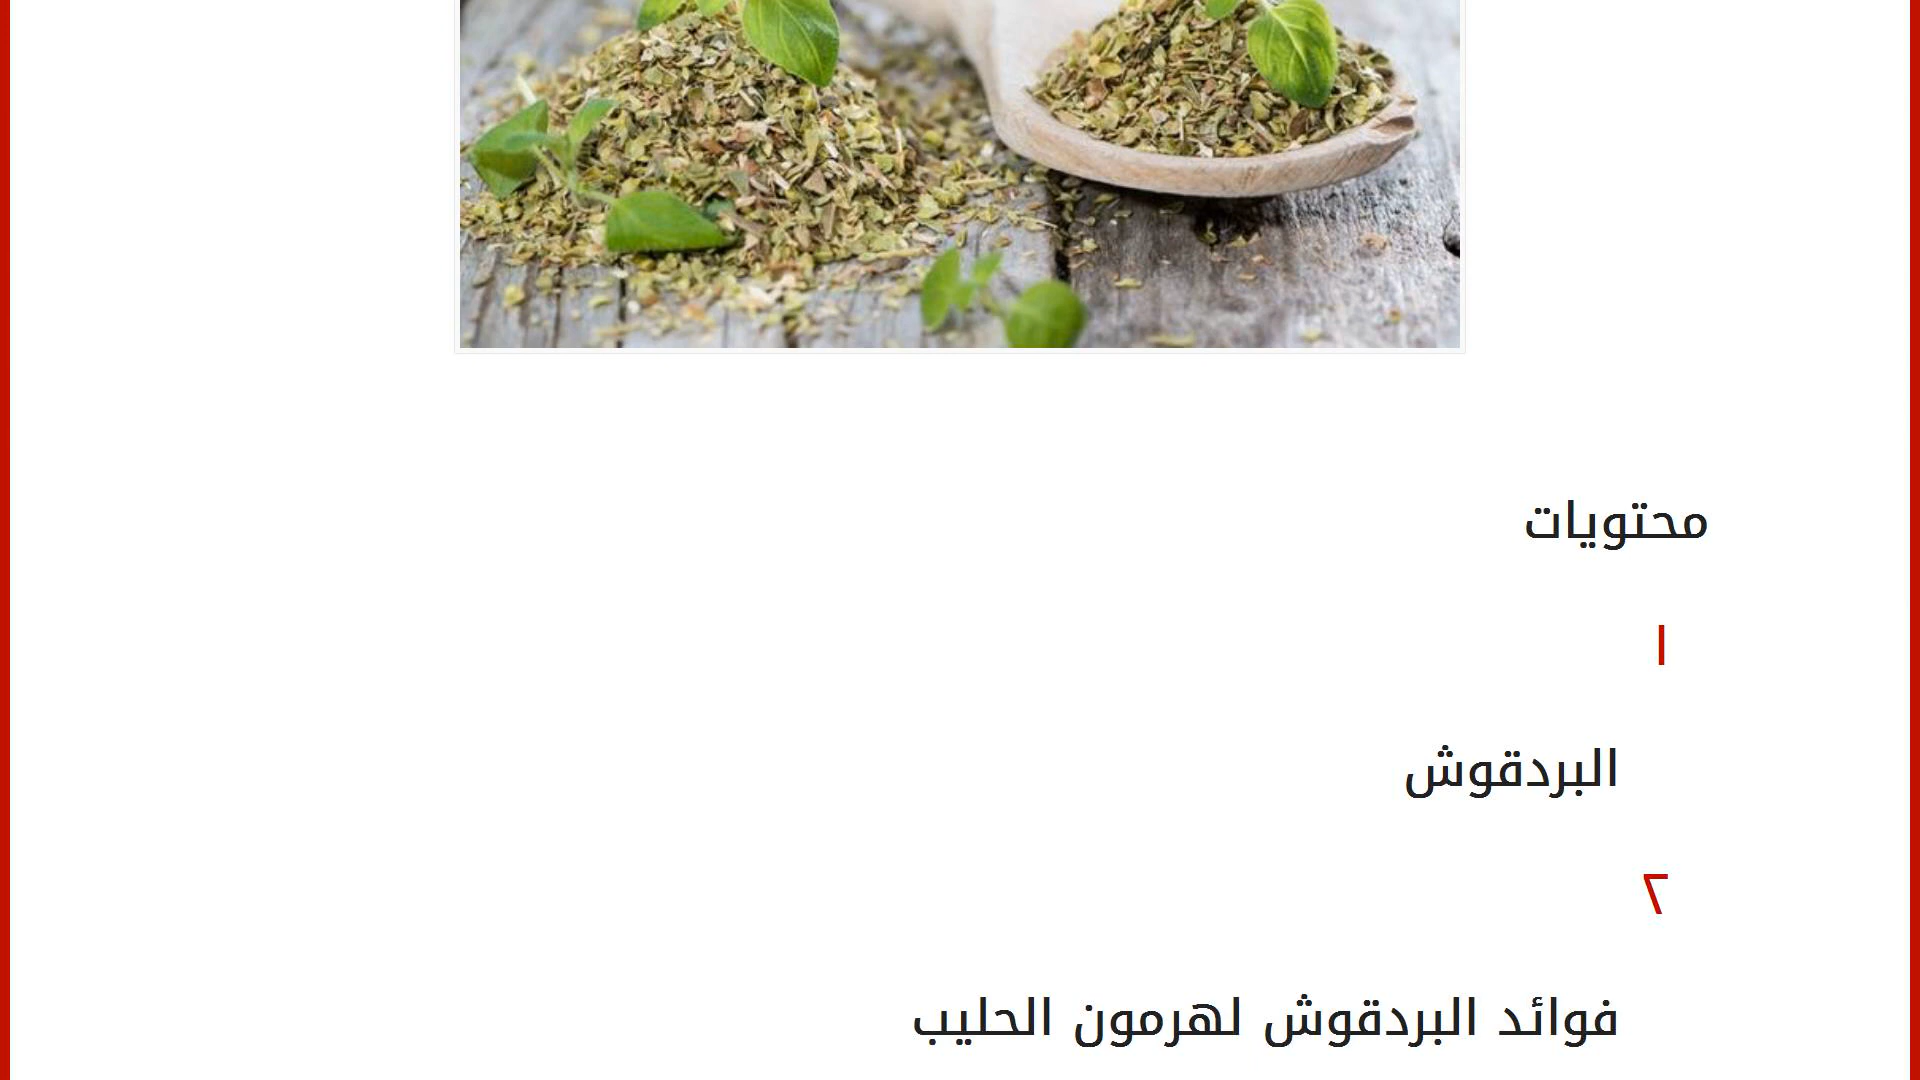 محتويات
١
البردقوش
٢
فوائد البردقوش لهرمون الحليب